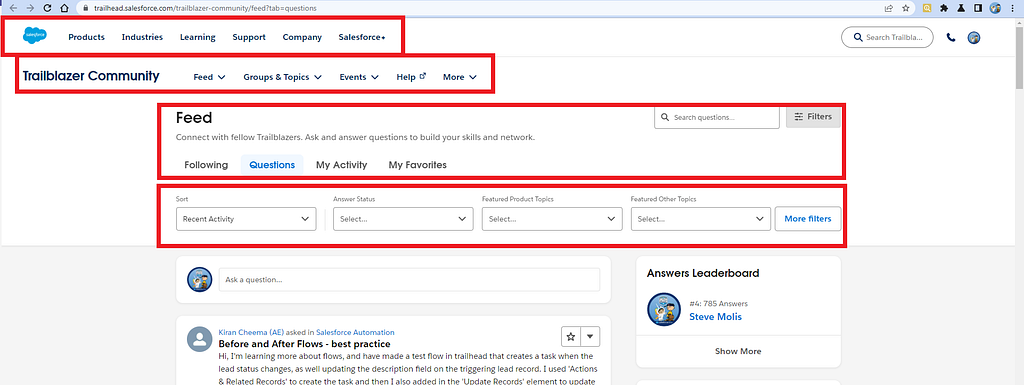 trailhead.salesforce.com/trailblazer-community/feed?tab=questions
salesforce
Products Industries Learning Support Company Salesforce+
Search Trailbla...
Trailblazer Community
Feed Groups & Topics Events Help More
Feed
Search questions...
Filters
Connect with fellow Trailblazers. Ask and answer questions to build your skills and network.
Following Questions My Activity My Favorites
Sort Answer Status Featured Product Topics Featured Other Topics
Recent Activity Select... Select... Select... More filters
Ask a question...
Answers Leaderboard
#4: 785 Answers
Steve Molis
Show More
Kiran Cheema (AE) asked in Salesforce Automation
Before and After Flows - best practice
Hi, I'm learning more about flows, and have made a test flow in trailhead that creates a task when the
lead status changes, as well updating the description field on the triggering lead record. I used 'Actions
& Related Records' to create the task and then I also added in the 'Update Records' element to update